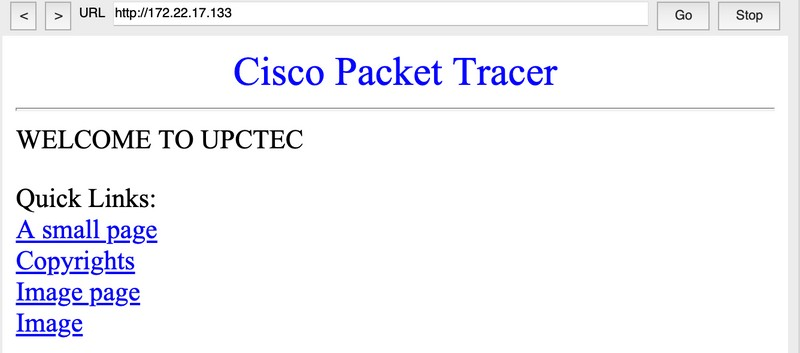 < > URL http://172.22.17.133 Go Stop
Cisco Packet Tracer
WELCOME TO UPCTEC
Quick Links:
A small page
Copyrights
Image page
Image